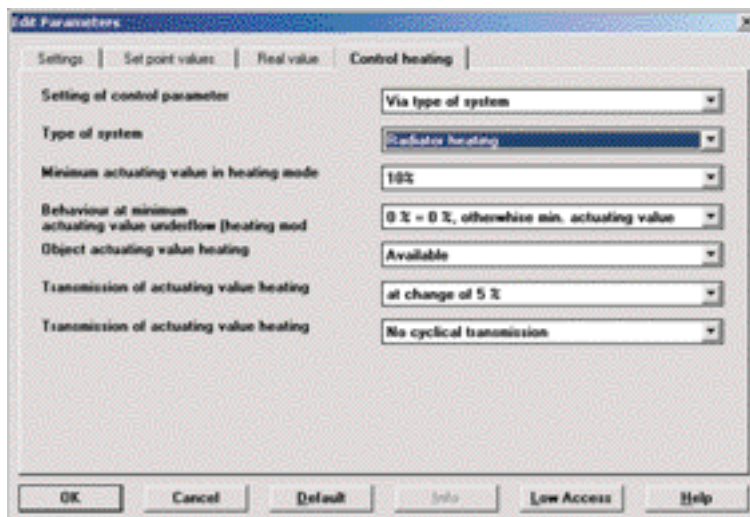 Edit Parameters
Settings Set point values Real value Control heating
Setting of control parameter Via type of system
Type of system Radiator heating
Minimum actuating value in heating mode 10%
Behaviour at minimum
actuating value underflow (heating mod 0 % = 0 %, otherwhise min. actuating value
Object actuating value heating Available
Transmission of actuating value heating at change of 5 %
Transmission of actuating value heating No cyclical transmission
OK Cancel Default Info Low Access Help